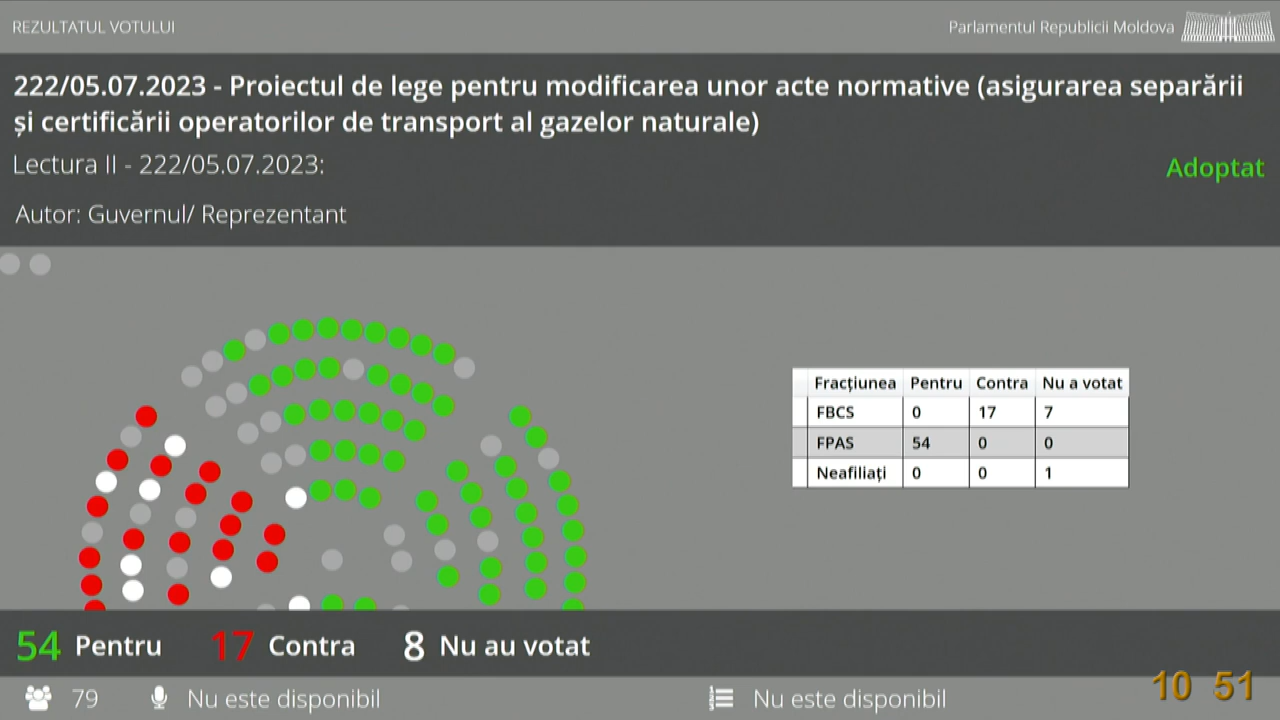 REZULTATUL VOTULUI
Parlamentul Republicii Moldova
222/05.07.2023 - Proiectul de lege pentru modificarea unor acte normative (asigurarea separării
și certificării operatorilor de transport al gazelor naturale)
Lectura II - 222/05.07.2023:
Adoptat
Autor: Guvernul/ Reprezentant
Fracțiunea Pentru Contra Nu a votat
FBCS 0 17 7
FPAS 54 0 0
Neafiliați 0 0 1
54 Pentru 17 Contra 8 Nu au votat
79 Nu este disponibil Nu este disponibil
10 51